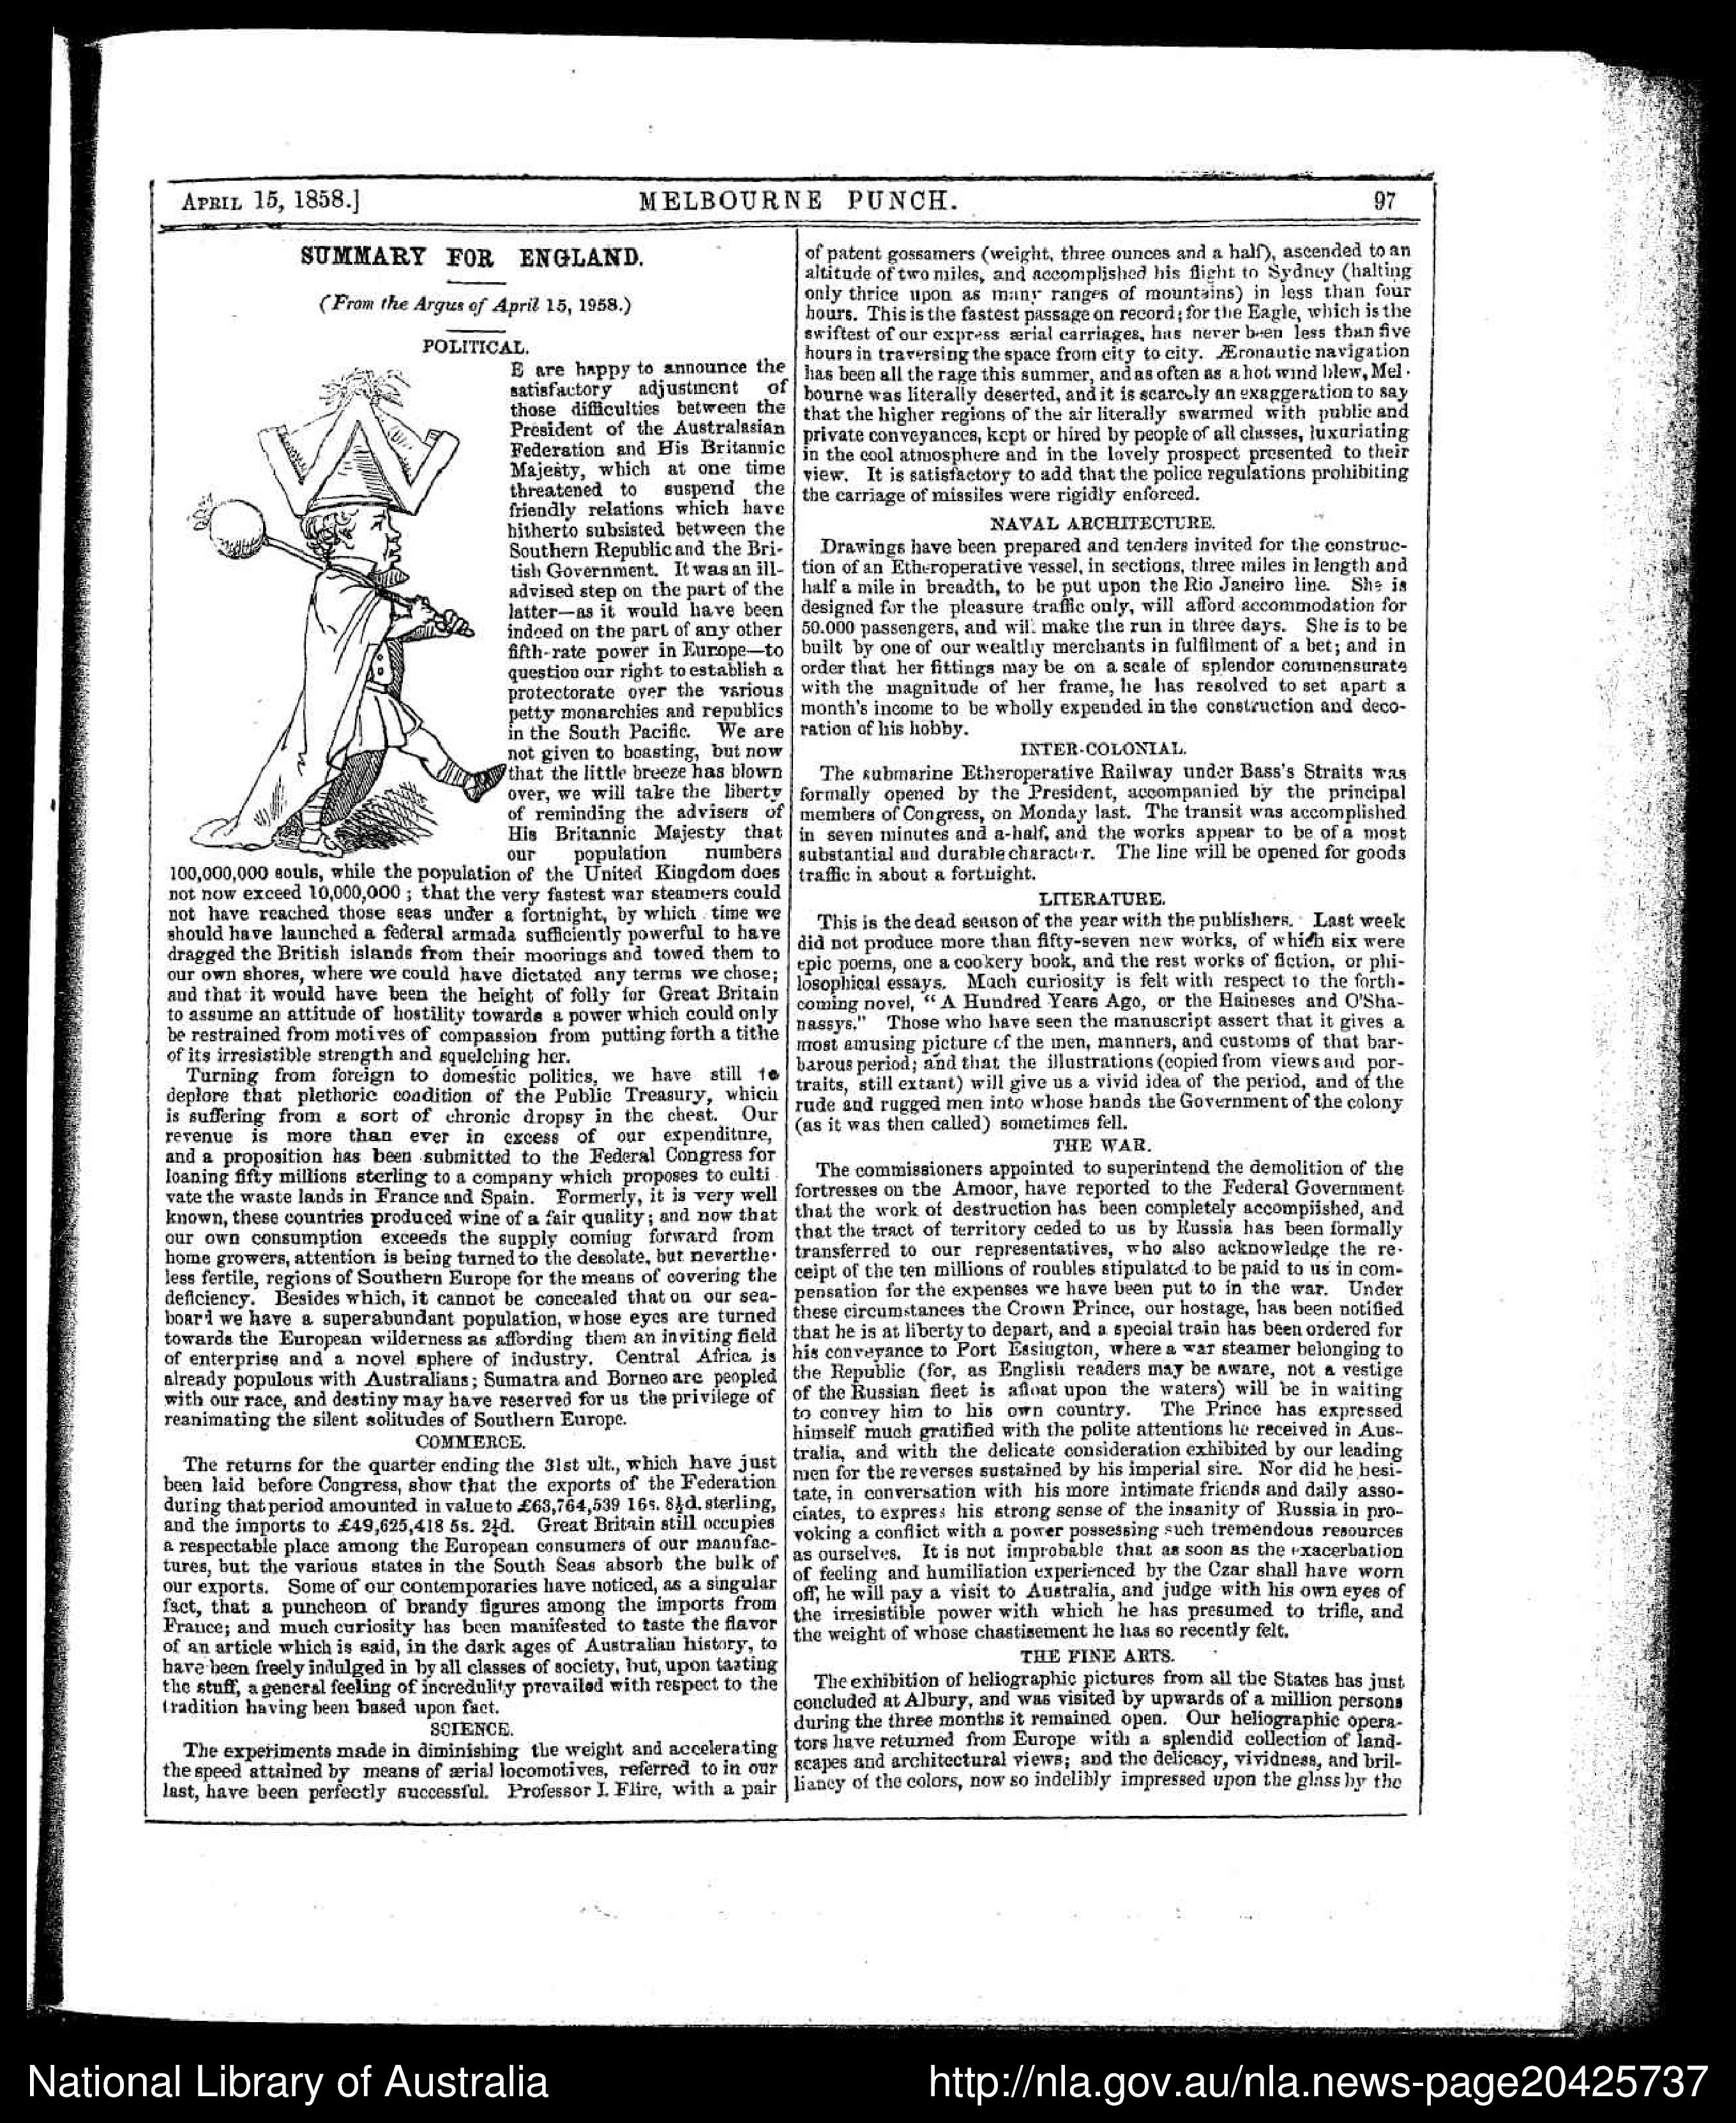 APRIL 15, 1858.]
MELBOURNE PUNCH.
97
SUMMARY FOR ENGLAND.
(From the Argus of April 15, 1958.)
POLITICAL.
E are happy to announce the
satisfactory adjustment of
those difficulties between the
President of the Australasian
Federation and His Britannic
Majesty, which at one time
threatened to suspend the
friendly relations which have
hitherto subsisted between the
Southern Republic and the Bri-
tish Government. It was an ill-
advised step on the part of the
latter—as it would have been
indeed on the part of any other
fifth-rate power in Europe—to
question our right to establish a
protectorate over the various
petty monarchies and republics
in the South Pacific. We are
not given to boasting, but now
that the little breeze has blown
over, we will take the liberty
of reminding the advisers of
His Britannic Majesty that
our population numbers
100,000,000 souls, while the population of the United Kingdom does
not now exceed 10,000,000 ; that the very fastest war steamers could
not have reached those seas under a fortnight, by which time we
should have launched a federal armada sufficiently powerful to have
dragged the British islands from their moorings and towed them to
our own shores, where we could have dictated any terms we chose;
and that it would have been the height of folly for Great Britain
to assume an attitude of hostility towards a power which could only
be restrained from motives of compassion from putting forth a tithe
of its irresistible strength and squelching her.
Turning from foreign to domestic politics, we have still to
deplore that plethoric condition of the Public Treasury, which
is suffering from a sort of chronic dropsy in the chest. Our
revenue is more than ever in excess of our expenditure,
and a proposition has been submitted to the Federal Congress for
loaning fifty millions sterling to a company which proposes to culti
vate the waste lands in France and Spain. Formerly, it is very well
known, these countries produced wine of a fair quality; and now that
our own consumption exceeds the supply coming forward from
home growers, attention is being turned to the desolate, but neverthe-
less fertile, regions of Southern Europe for the means of covering the
deficiency. Besides which, it cannot be concealed that on our sea-
board we have a superabundant population, whose eyes are turned
towards the European wilderness as affording them an inviting field
of enterprise and a novel sphere of industry. Central Africa is
already populous with Australians; Sumatra and Borneo are peopled
with our race, and destiny may have reserved for us the privilege of
reanimating the silent solitudes of Southern Europe.
COMMERCE.
The returns for the quarter ending the 31st ult., which have just
been laid before Congress, show that the exports of the Federation
during that period amounted in value to £63,764,539 16s. 8½d. sterling,
and the imports to £49,625,418 5s. 2½d. Great Britain still occupies
a respectable place among the European consumers of our manufac-
tures, but the various states in the South Seas absorb the bulk of
our exports. Some of our contemporaries have noticed, as a singular
fact, that a puncheon of brandy figures among the imports from
France; and much curiosity has been manifested to taste the flavor
of an article which is said, in the dark ages of Australian history, to
have been freely indulged in by all classes of society, but, upon tasting
the stuff, a general feeling of incredulity prevailed with respect to the
tradition having been based upon fact.
SCIENCE.
The experiments made in diminishing the weight and accelerating
the speed attained by means of ærial locomotives, referred to in our
last, have been perfectly successful. Professor I. Flirc, with a pair
of patent gossamers (weight, three ounces and a half), ascended to an
altitude of two miles, and accomplished his flight to Sydney (halting
only thrice upon as many ranges of mountains) in less than four
hours. This is the fastest passage on record; for the Eagle, which is the
swiftest of our express ærial carriages, has never been less than five
hours in traversing the space from city to city. Æronautic navigation
has been all the rage this summer, and as often as a hot wind blew, Mel-
bourne was literally deserted, and it is scarcely an exaggeration to say
that the higher regions of the air literally swarmed with public and
private conveyances, kept or hired by people of all classes, luxuriating
in the cool atmosphere and in the lovely prospect presented to their
view. It is satisfactory to add that the police regulations prohibiting
the carriage of missiles were rigidly enforced.
NAVAL ARCHITECTURE.
Drawings have been prepared and tenders invited for the construc-
tion of an Etheroperative vessel, in sections, three miles in length and
half a mile in breadth, to be put upon the Rio Janeiro line. She is
designed for the pleasure traffic only, will afford accommodation for
50.000 passengers, and will make the run in three days. She is to be
built by one of our wealthy merchants in fulfilment of a bet; and in
order that her fittings may be on a scale of splendor commensurate
with the magnitude of her frame, he has resolved to set apart a
month's income to be wholly expended in the construction and deco-
ration of his hobby.
INTER-COLONIAL.
The submarine Etheroperative Railway under Bass's Straits was
formally opened by the President, accompanied by the principal
members of Congress, on Monday last. The transit was accomplished
in seven minutes and a-half, and the works appear to be of a most
substantial and durable character. The line will be opened for goods
traffic in about a fortnight.
LITERATURE.
This is the dead season of the year with the publishers. Last week
did not produce more than fifty-seven new works, of which six were
epic poems, one a cookery book, and the rest works of fiction, or phi-
losophical essays. Much curiosity is felt with respect to the forth-
coming novel, "A Hundred Years Ago, or the Haineses and O'Sha-
nassys." Those who have seen the manuscript assert that it gives a
most amusing picture of the men, manners, and customs of that bar-
barous period; and that the illustrations (copied from views and por-
traits, still extant) will give us a vivid idea of the period, and of the
rude and rugged men into whose hands the Government of the colony
(as it was then called) sometimes fell.
THE WAR.
The commissioners appointed to superintend the demolition of the
fortresses on the Amoor, have reported to the Federal Government
that the work of destruction has been completely accomplished, and
that the tract of territory ceded to us by Russia has been formally
transferred to our representatives, who also acknowledge the re-
ceipt of the ten millions of roubles stipulated to be paid to us in com-
pensation for the expenses we have been put to in the war. Under
these circumstances the Crown Prince, our hostage, has been notified
that he is at liberty to depart, and a special train has been ordered for
his conveyance to Port Essington, where a war steamer belonging to
the Republic (for, as English readers may be aware, not a vestige
of the Russian fleet is afloat upon the waters) will be in waiting
to convey him to his own country. The Prince has expressed
himself much gratified with the polite attentions he received in Aus-
tralia, and with the delicate consideration exhibited by our leading
men for the reverses sustained by his imperial sire. Nor did he hesi-
tate, in conversation with his more intimate friends and daily asso-
ciates, to express his strong sense of the insanity of Russia in pro-
voking a conflict with a power possessing such tremendous resources
as ourselves. It is not improbable that as soon as the exacerbation
of feeling and humiliation experienced by the Czar shall have worn
off, he will pay a visit to Australia, and judge with his own eyes of
the irresistible power with which he has presumed to trifle, and
the weight of whose chastisement he has so recently felt.
THE FINE ARTS.
The exhibition of heliographic pictures from all the States has just
concluded at Albury, and was visited by upwards of a million persons
during the three months it remained open. Our heliographic opera-
tors have returned from Europe with a splendid collection of land-
scapes and architectural views; and the delicacy, vividness, and bril-
liancy of the colors, now so indelibly impressed upon the glass by the
National Library of Australia
http://nla.gov.au/nla.news-page20425737